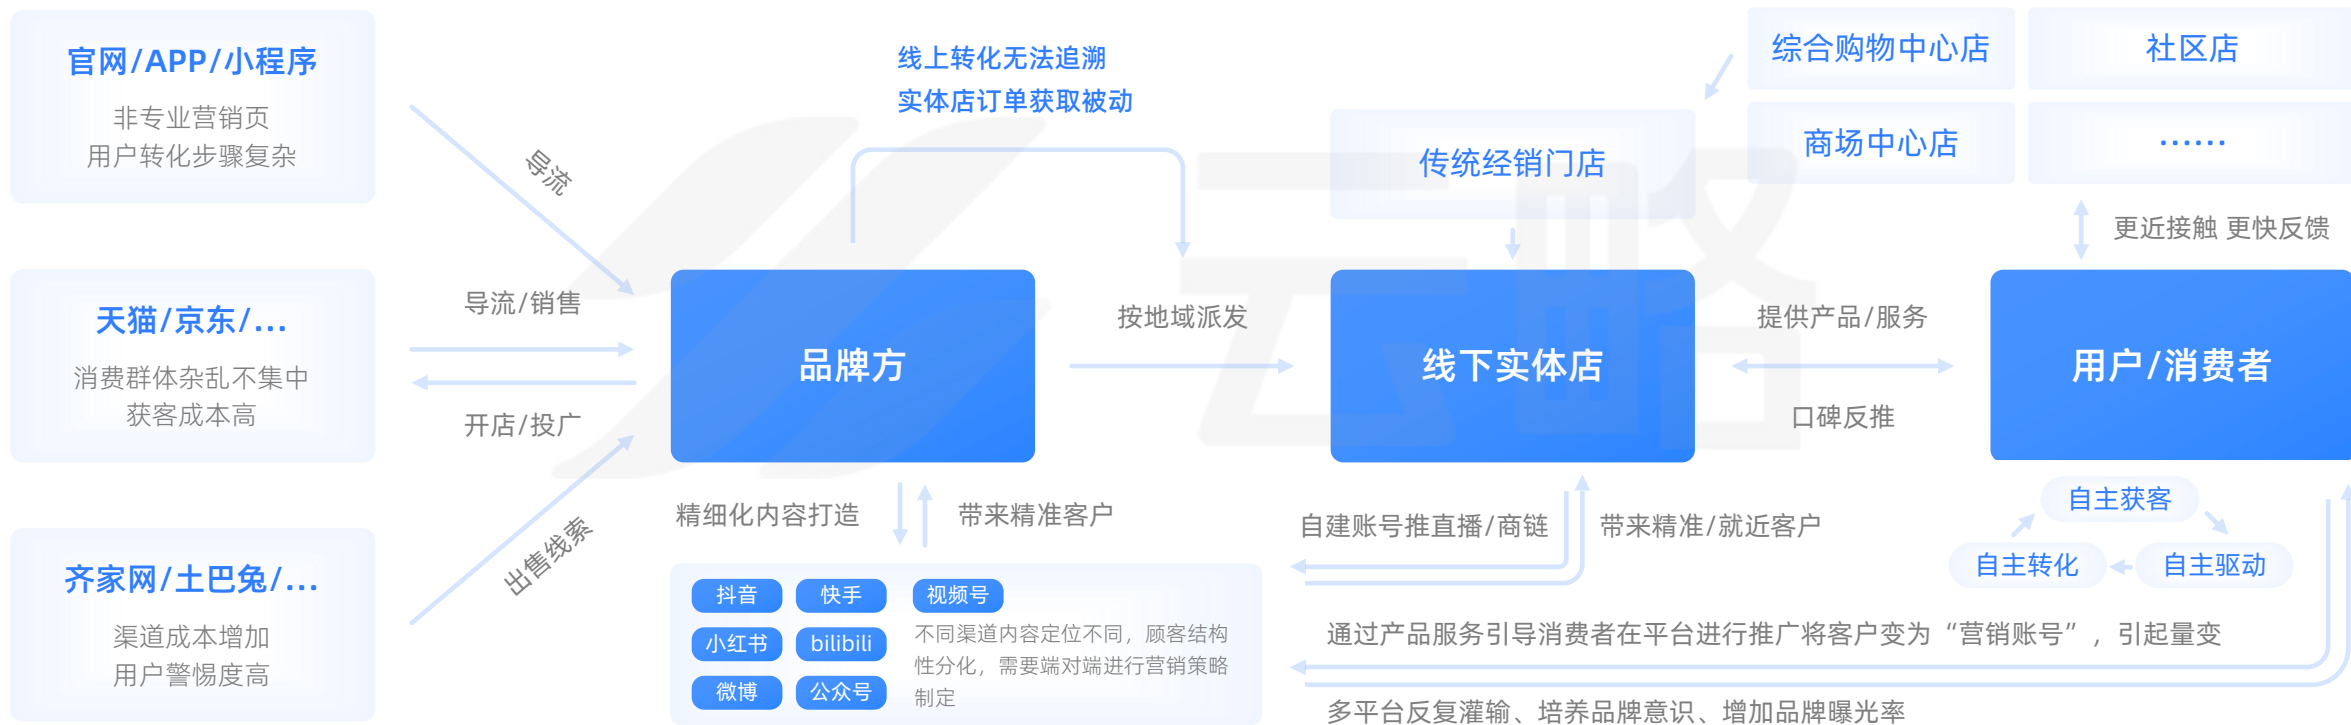 官网/APP/小程序
非专业营销页
用户转化步骤复杂
天猫/京东/...
消费群体杂乱不集中
获客成本高
齐家网/土巴兔/...
渠道成本增加
用户警惕度高
导流
导流/销售
开店/投广
出售线索
线上转化无法追溯
实体店订单获取被动
品牌方
按地域派发
精细化内容打造
带来精准客户
抖音
快手
视频号
小红书
bilibili
微博
公众号
不同渠道内容定位不同，顾客结构
性分化，需要端对端进行营销策略
制定
传统经销门店
综合购物中心店
社区店
商场中心店
......
线下实体店
提供产品/服务
口碑反推
更近接触 更快反馈
用户/消费者
自建账号推直播/商链
带来精准/就近客户
自主获客
自主转化
自主驱动
通过产品服务引导消费者在平台进行推广将客户变为“营销账号”，引起量变
多平台反复灌输、培养品牌意识、增加品牌曝光率
云略